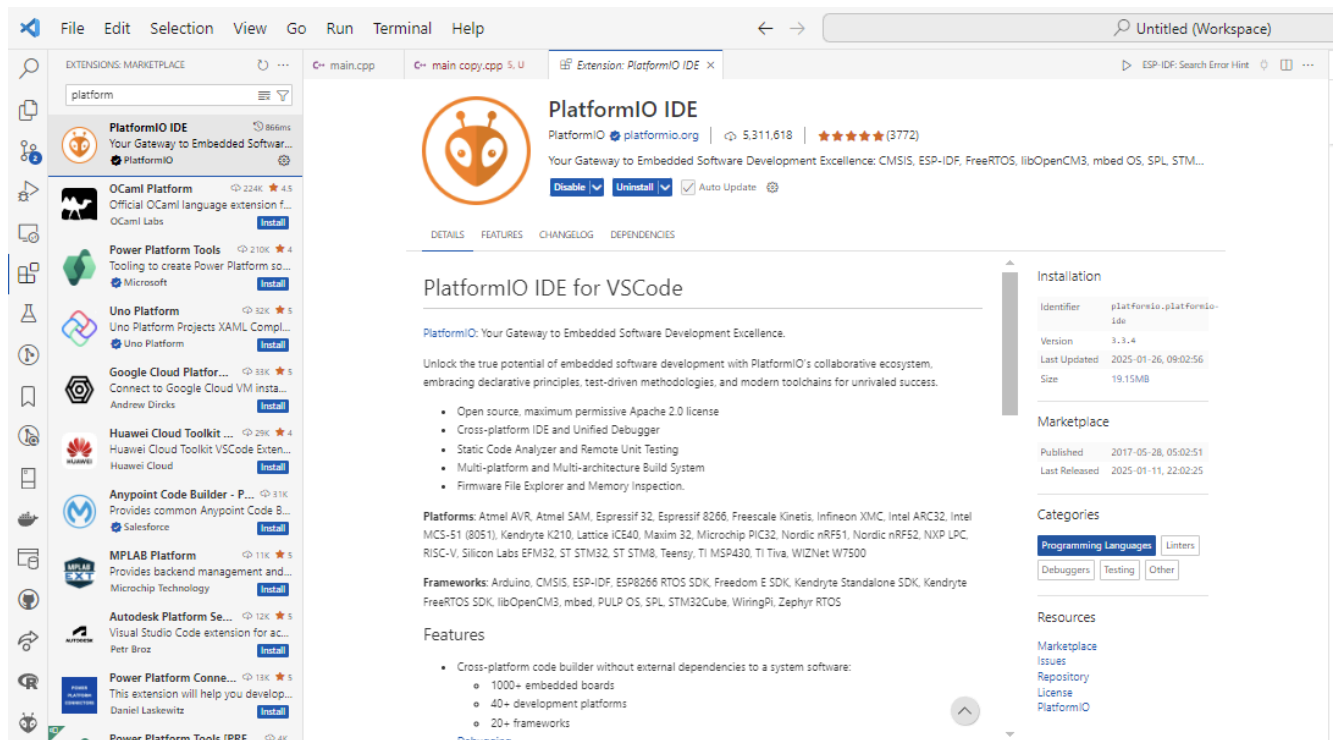 File Edit Selection View Go Run Terminal Help
Untitled (Workspace)
EXTENSIONS: MARKETPLACE
platform
PlatformIO IDE 866ms
Your Gateway to Embedded Softwar...
PlatformIO
OCaml Platform 224K 4.5
Official OCaml language extension f...
OCaml Labs Install
Power Platform Tools 210K 4
Tooling to create Power Platform so...
Microsoft Install
Uno Platform 32K 5
Uno Platform Projects XAML Compl...
Uno Platform Install
Google Cloud Platfor... 33K 5
Connect to Google Cloud VM insta...
Andrew Dircks Install
Huawei Cloud Toolkit ... 29K 4
Huawei Cloud Toolkit VSCode Exten...
Huawei Cloud Install
HUAWEI
Anypoint Code Builder - P... 31K
Provides common Anypoint Code B...
Salesforce Install
MPLAB Platform 11K 5
Provides backend management and...
Microchip Technology Install
MPLAB
EXT
Autodesk Platform Se... 12K 5
Visual Studio Code extension for ac...
Petr Broz Install
AUTODESK
Power Platform Conne... 13K 5
This extension will help you develop...
Daniel Laskewitz Install
POWER
PLATFORM
CONNECTORS
Power Platform Tools [PRE... 4K
2
main.cpp
main copy.cpp 5, U
Extension: PlatformIO IDE
ESP-IDF: Search Error Hint
PlatformIO IDE
PlatformIO platformio.org 5,311,618 (3772)
Your Gateway to Embedded Software Development Excellence: CMSIS, ESP-IDF, FreeRTOS, libOpenCM3, mbed OS, SPL, STM...
Disable Uninstall Auto Update
DETAILS FEATURES CHANGELOG DEPENDENCIES
PlatformIO IDE for VSCode
PlatformIO: Your Gateway to Embedded Software Development Excellence.
Unlock the true potential of embedded software development with PlatformIO's collaborative ecosystem,
embracing declarative principles, test-driven methodologies, and modern toolchains for unrivaled success.
Open source, maximum permissive Apache 2.0 license
Cross-platform IDE and Unified Debugger
Static Code Analyzer and Remote Unit Testing
Multi-platform and Multi-architecture Build System
Firmware File Explorer and Memory Inspection.
Platforms: Atmel AVR, Atmel SAM, Espressif 32, Espressif 8266, Freescale Kinetis, Infineon XMC, Intel ARC32, Intel
MCS-51 (8051), Kendryte K210, Lattice iCE40, Maxim 32, Microchip PIC32, Nordic nRF51, Nordic nRF52, NXP LPC,
RISC-V, Silicon Labs EFM32, ST STM32, ST STM8, Teensy, TI MSP430, TI Tiva, WIZNet W7500
Frameworks: Arduino, CMSIS, ESP-IDF, ESP8266 RTOS SDK, Freedom E SDK, Kendryte Standalone SDK, Kendryte
FreeRTOS SDK, libOpenCM3, mbed, PULP OS, SPL, STM32Cube, WiringPi, Zephyr RTOS
Features
Cross-platform code builder without external dependencies to a system software:
1000+ embedded boards
40+ development platforms
20+ frameworks
Debugging
Installation
Identifier platformio.platformio-
ide
Version 3.3.4
Last Updated 2025-01-26, 09:02:56
Size 19.15MB
Marketplace
Published 2017-05-28, 05:02:51
Last Released 2025-01-11, 22:02:25
Categories
Programming Languages Linters
Debuggers Testing Other
Resources
Marketplace
Issues
Repository
License
PlatformIO